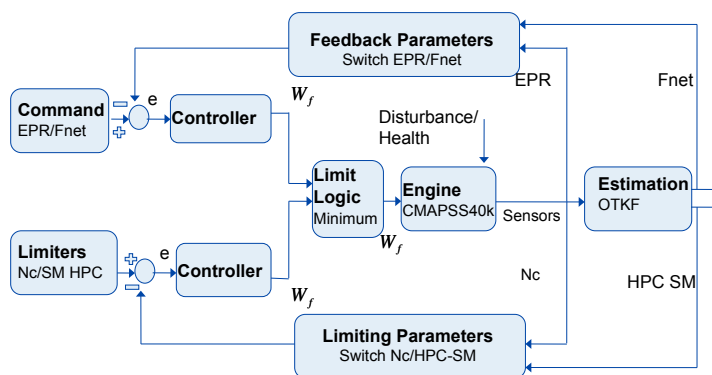 Feedback Parameters
Switch EPR/Fnet
EPR
Fnet
e
W_f
Command
EPR/Fnet
Controller
Disturbance/
Health
Limit
Logic
Minimum
Engine
CMAPSS40k
W_f
Sensors
Estimation
OTKF
Limiters
Nc/SM HPC
e
Controller
W_f
Nc
HPC SM
Limiting Parameters
Switch Nc/HPC-SM